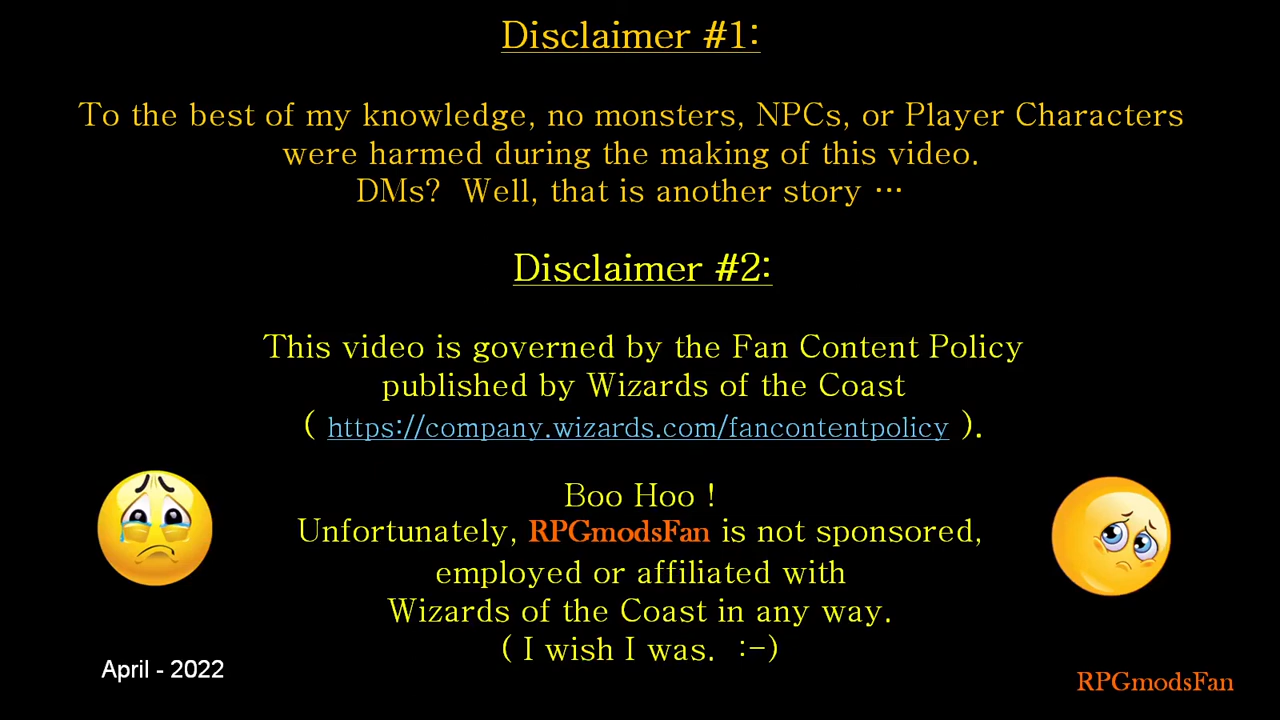 Disclaimer #1:
To the best of my knowledge, no monsters, NPCs, or Player Characters
were harmed during the making of this video.
DMs?  Well, that is another story ⋯
Disclaimer #2:
This video is governed by the Fan Content Policy
published by Wizards of the Coast
( https://company.wizards.com/fancontentpolicy ).
Boo Hoo !
Unfortunately, RPGmodsFan is not sponsored,
employed or affiliated with
Wizards of the Coast in any way.
( I wish I was.  :-)
April - 2022
RPGmodsFan